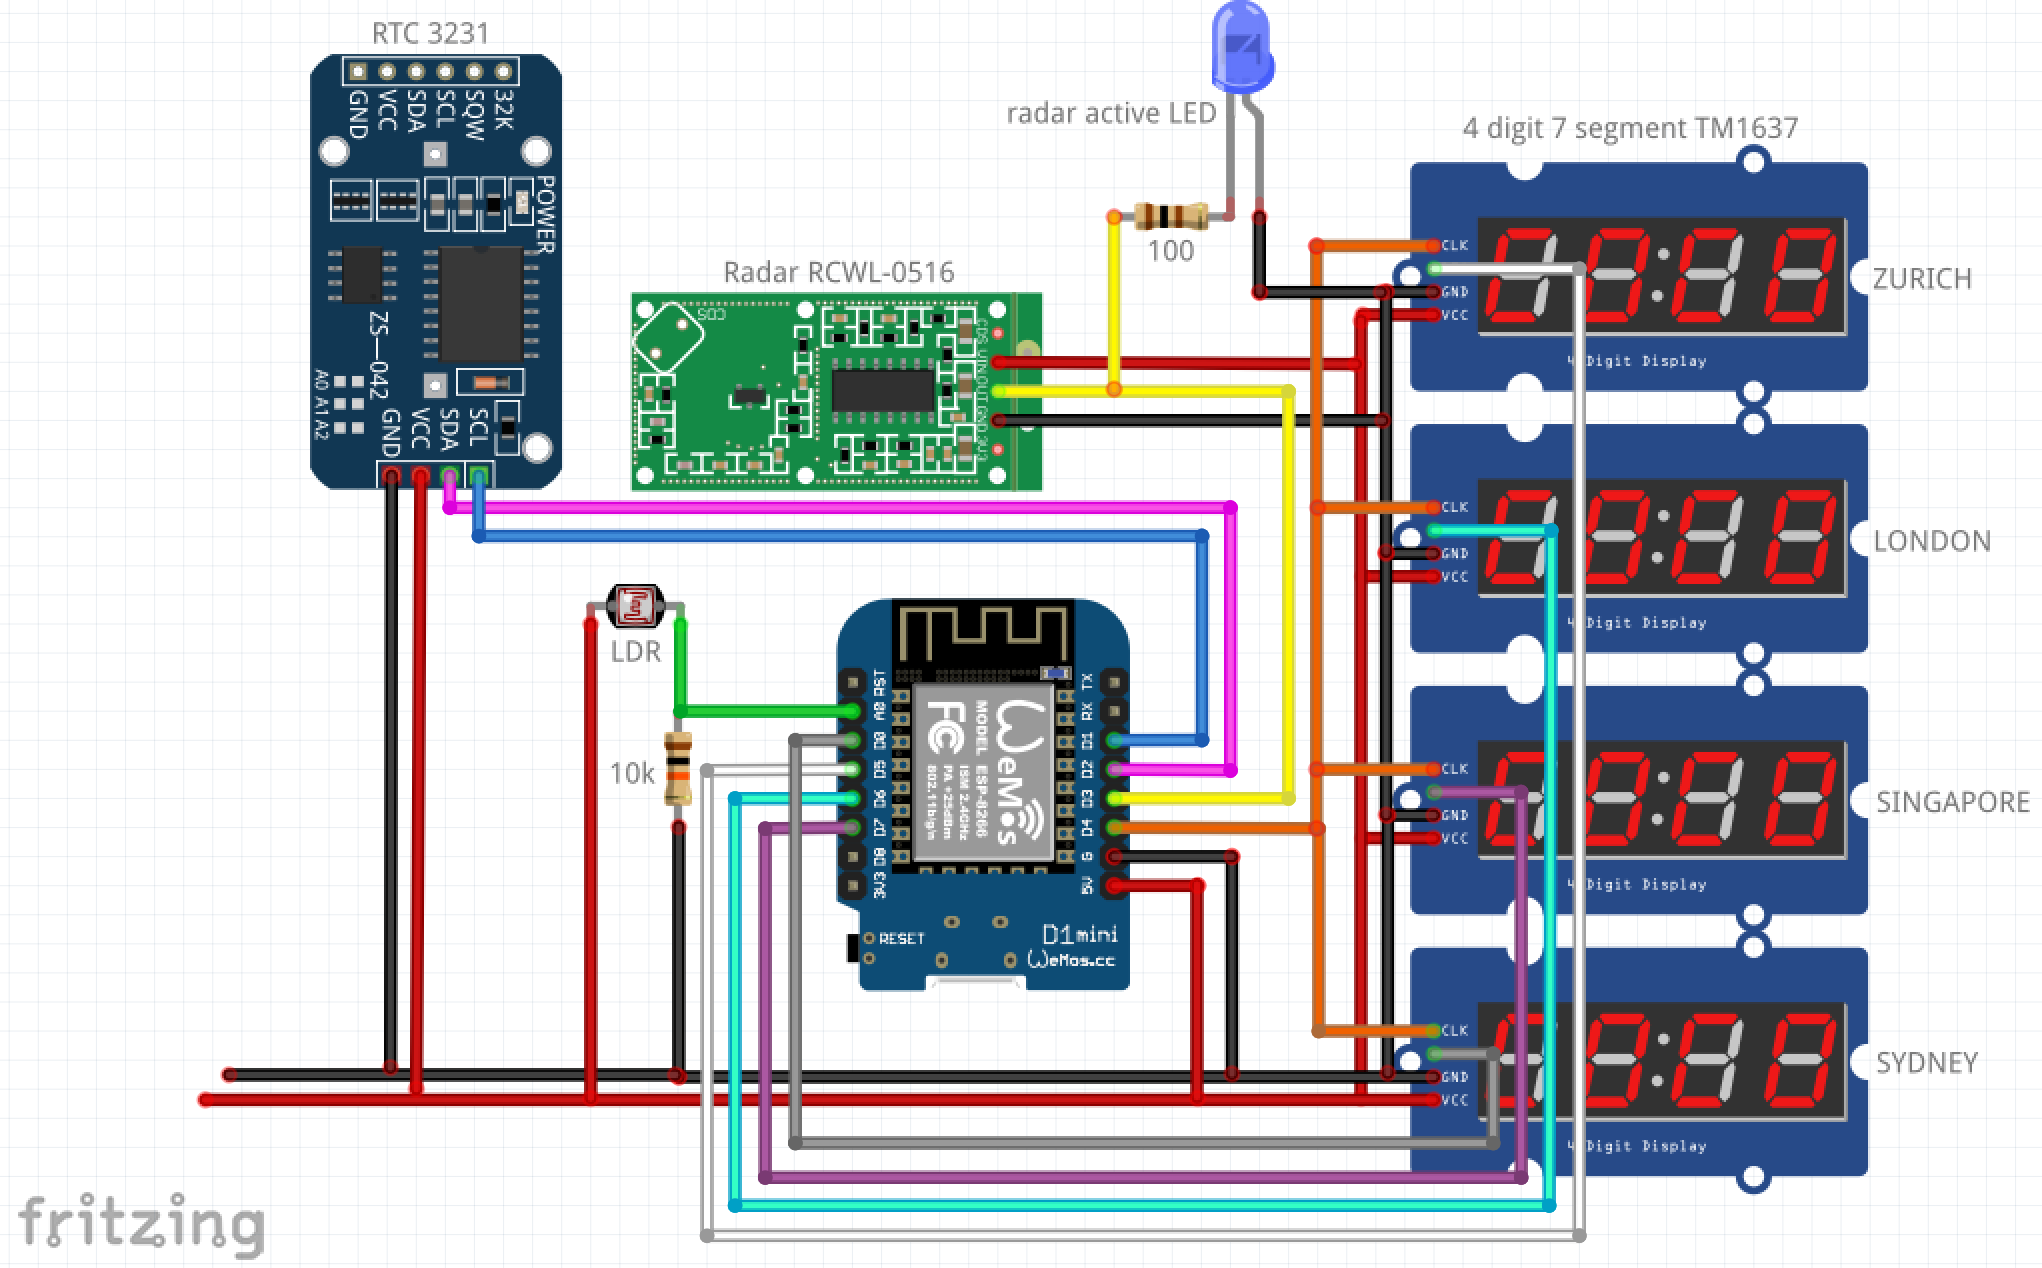 RTC 3231
GND
VCC
SDA
SCL
SQW
32K
POWER
ZS-042
A0 A1 A2
GND
VCC
SDA
SCL
radar active LED
100
Radar RCWL-0516
CDS
CDS
VIN
OUT
GND
3V3
4 digit 7 segment TM1637
CLK
GND
VCC
4 Digit Display
ZURICH
CLK
GND
VCC
4 Digit Display
LONDON
CLK
GND
VCC
4 Digit Display
SINGAPORE
CLK
GND
VCC
4 Digit Display
SYDNEY
LDR
10k
RST
A0
D0
D5
D6
D7
D8
3V3
TX
RX
D1
D2
D3
D4
G
5V
WeMos
FC
MODEL ESP-8266
ISM 2.4GHz
PA +25dBm
802.11b/g/n
RESET
D1mini
WeMos.cc
fritzing